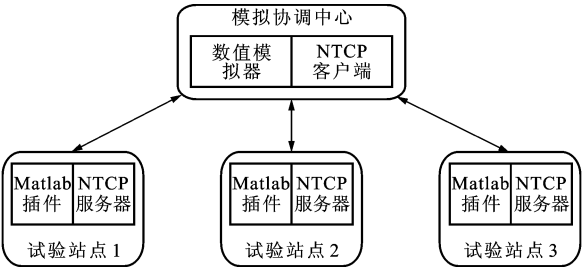 模拟协调中心
数值模
拟器
NTCP
客户端
Matlab
插件
NTCP
服务器
试验站点1
Matlab
插件
NTCP
服务器
试验站点2
Matlab
插件
NTCP
服务器
试验站点3